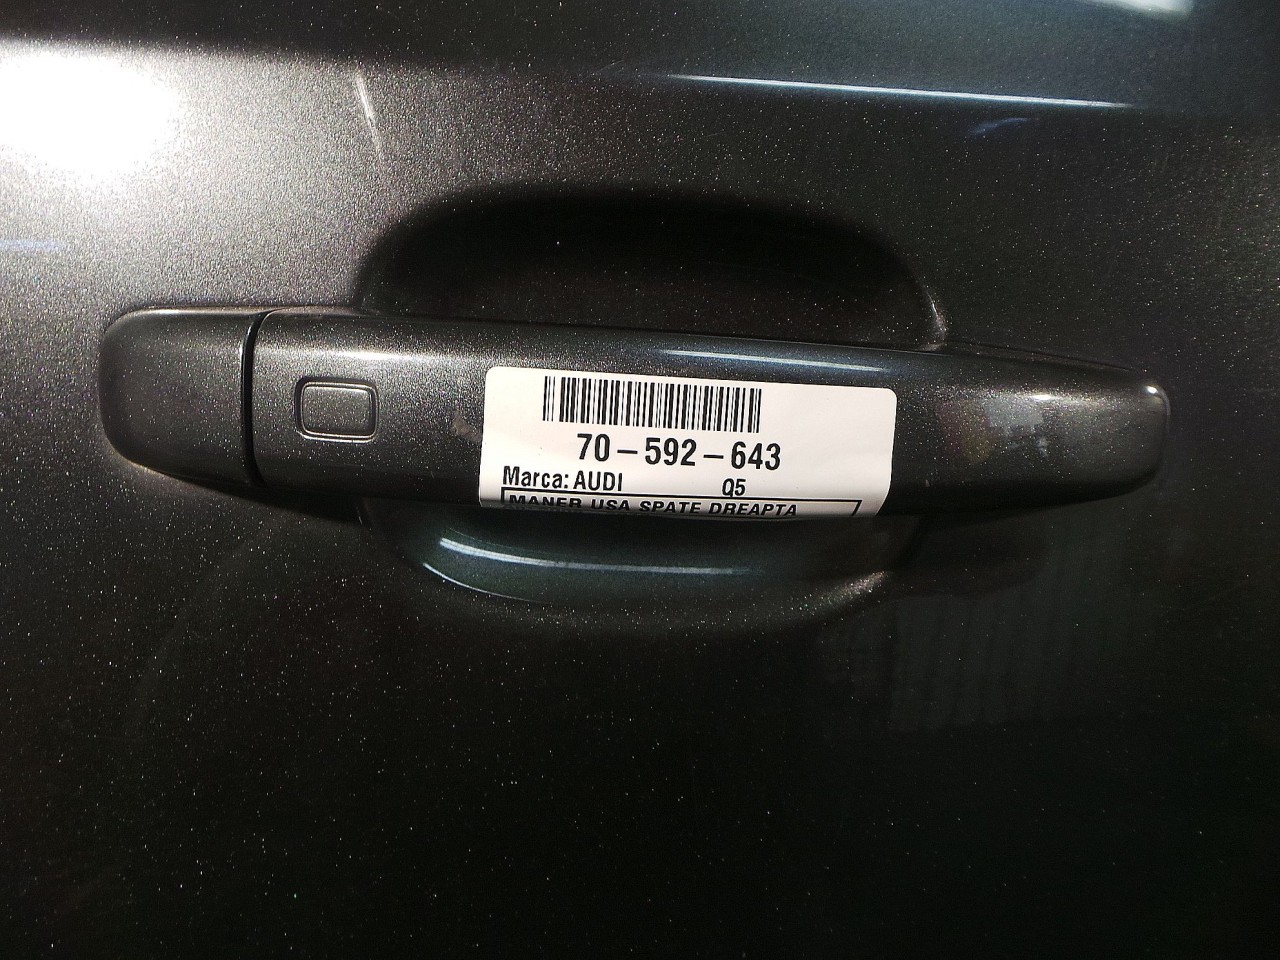 70-592-643
Marca: AUDI Q5
MANER USA SPATE DREAPTA